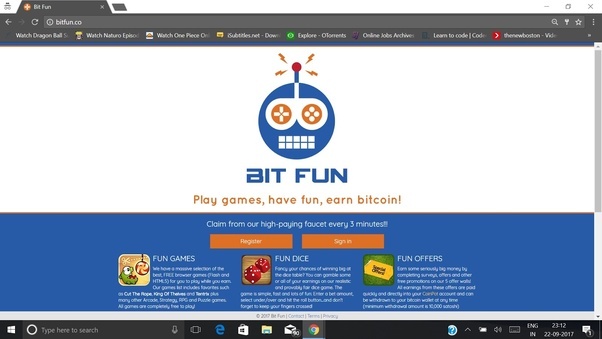 Bit Fun
bitfun.co
Watch Dragon Ball Su
Watch Naruto Episod
Watch One Piece Onl
iSubtitles.net - Down
Explore - OTorrents
Online Jobs Archives
Learn to code | Code
thenewboston - Vide
BIT FUN
Play games, have fun, earn bitcoin!
Claim from our high-paying faucet every 3 minutes!!!
Register
Sign in
FUN GAMES
We have a massive selection of the
best, FREE browser games (Flash and
HTML5) for you to play while you earn.
Our games list includes favorites such
as Cut The Rope, King Of Thieves and Tentrix plus
many other Arcade, Strategy, RPG and Puzzle games.
All games are completely free to play!
FUN DICE
Fancy your chances of winning big at
the dice table? You can gamble some
or all of your earnings on our realistic
and provably fair dice game. The
game is simple, fast and lots of fun. Enter a bet amount,
select under/over and hit the roll button...and don't
forget to keep your fingers crossed!
Special Offers
FUN OFFERS
Earn some seriously big money by
completing surveys, offers and other
free promotions on our 5 offer walls!
All earnings from these offers are paid
quickly and directly into your CoinPot account and can
be withdrawn to your bitcoin wallet at any time
(minimum withdrawal amount is 10,000 satoshi)
© 2017 Bit Fun | Contact | Terms | Privacy
Type here to search
90
ENG
IN
23:12
22-09-2017
1